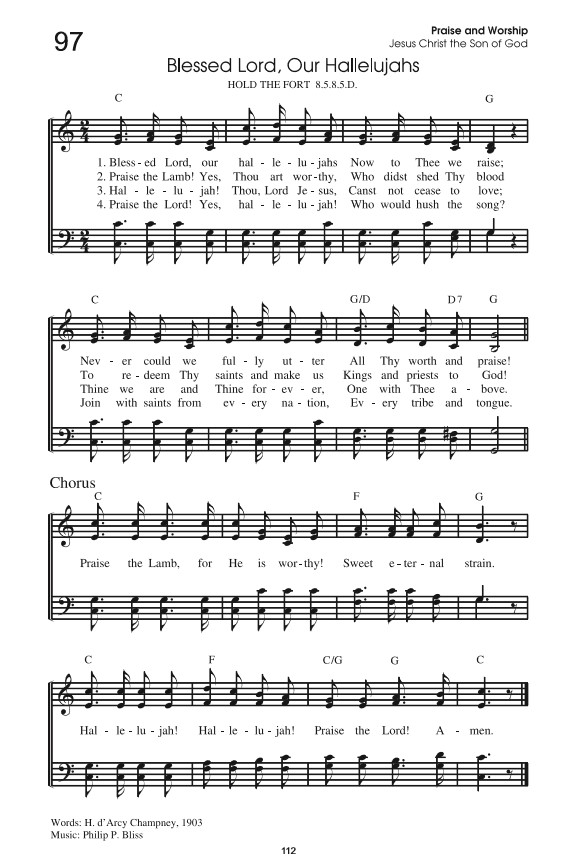 97
Praise and Worship
Jesus Christ the Son of God
Blessed Lord, Our Hallelujahs
HOLD THE FORT 8.5.8.5.D.
C G
1. Bless - ed Lord, our hal - le - lu - jahs Now to Thee we raise;
2. Praise the Lamb! Yes, Thou art wor - thy, Who didst shed Thy blood
3. Hal - le - lu - jah! Thou, Lord Je - sus, Canst not cease to love;
4. Praise the Lord! Yes, hal - le - lu - jah! Who would hush the song?
C G/D D7 G
Nev - er could we ful - ly ut - ter All Thy worth and praise!
To re - deem Thy saints and make us Kings and priests to God!
Thine we are and Thine for - ev - er, One with Thee a - bove.
Join with saints from ev - ery na - tion, Ev - ery tribe and tongue.
Chorus
C F G
Praise the Lamb, for He is wor - thy! Sweet e - ter - nal strain.
C F C/G G C
Hal - le - lu - jah! Hal - le - lu - jah! Praise the Lord! A - men.
Words: H. d'Arcy Champney, 1903
Music: Philip P. Bliss
112